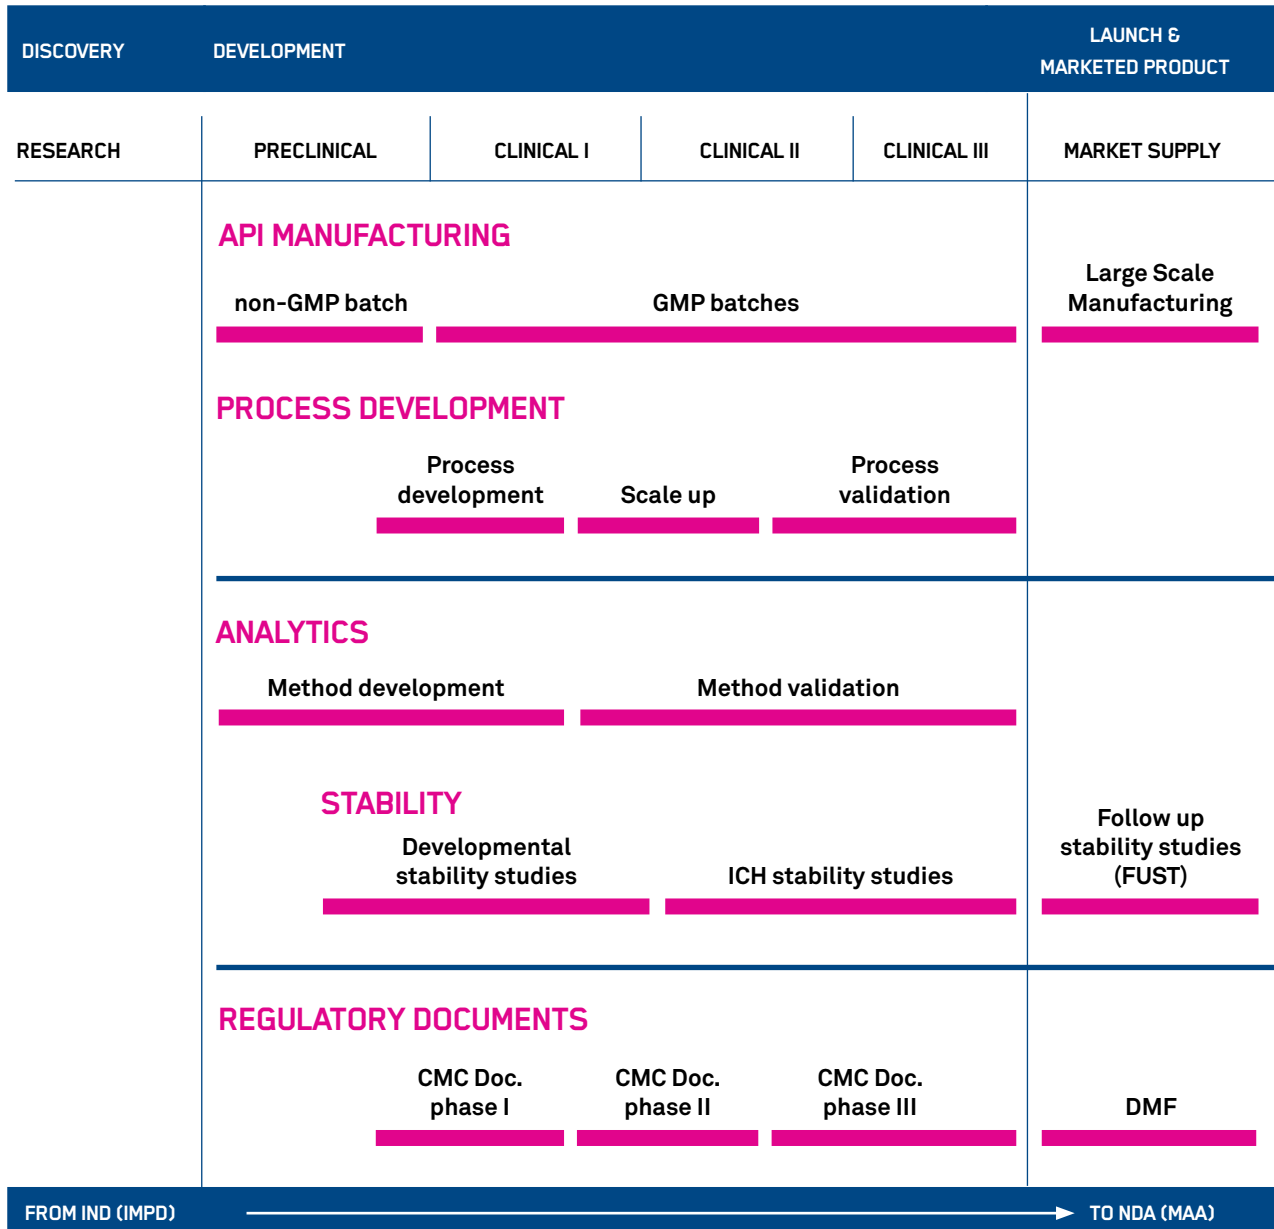 DISCOVERY
DEVELOPMENT
LAUNCH &
MARKETED PRODUCT
RESEARCH
PRECLINICAL
CLINICAL I
CLINICAL II
CLINICAL III
MARKET SUPPLY
API MANUFACTURING
non-GMP batch
GMP batches
Large Scale
Manufacturing
PROCESS DEVELOPMENT
Process
development
Scale up
Process
validation
ANALYTICS
Method development
Method validation
STABILITY
Developmental
stability studies
ICH stability studies
Follow up
stability studies
(FUST)
REGULATORY DOCUMENTS
CMC Doc.
phase I
CMC Doc.
phase II
CMC Doc.
phase III
DMF
FROM IND (IMPD)
TO NDA (MAA)